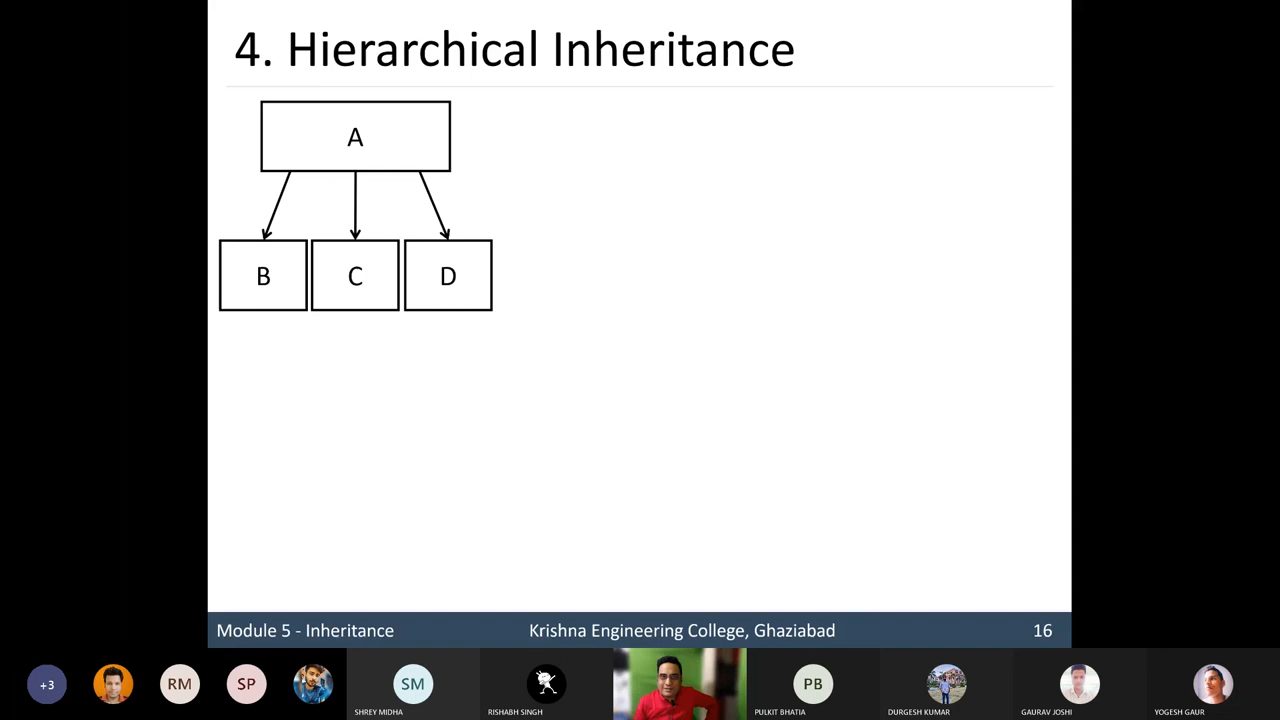 4. Hierarchical Inheritance
A
B
C
D
Module 5 - Inheritance
Krishna Engineering College, Ghaziabad
16
+3
RM
SP
SM
SHREY MIDHA
RISHABH SINGH
PB
PULKIT BHATIA
DURGESH KUMAR
GAURAV JOSHI
YOGESH GAUR